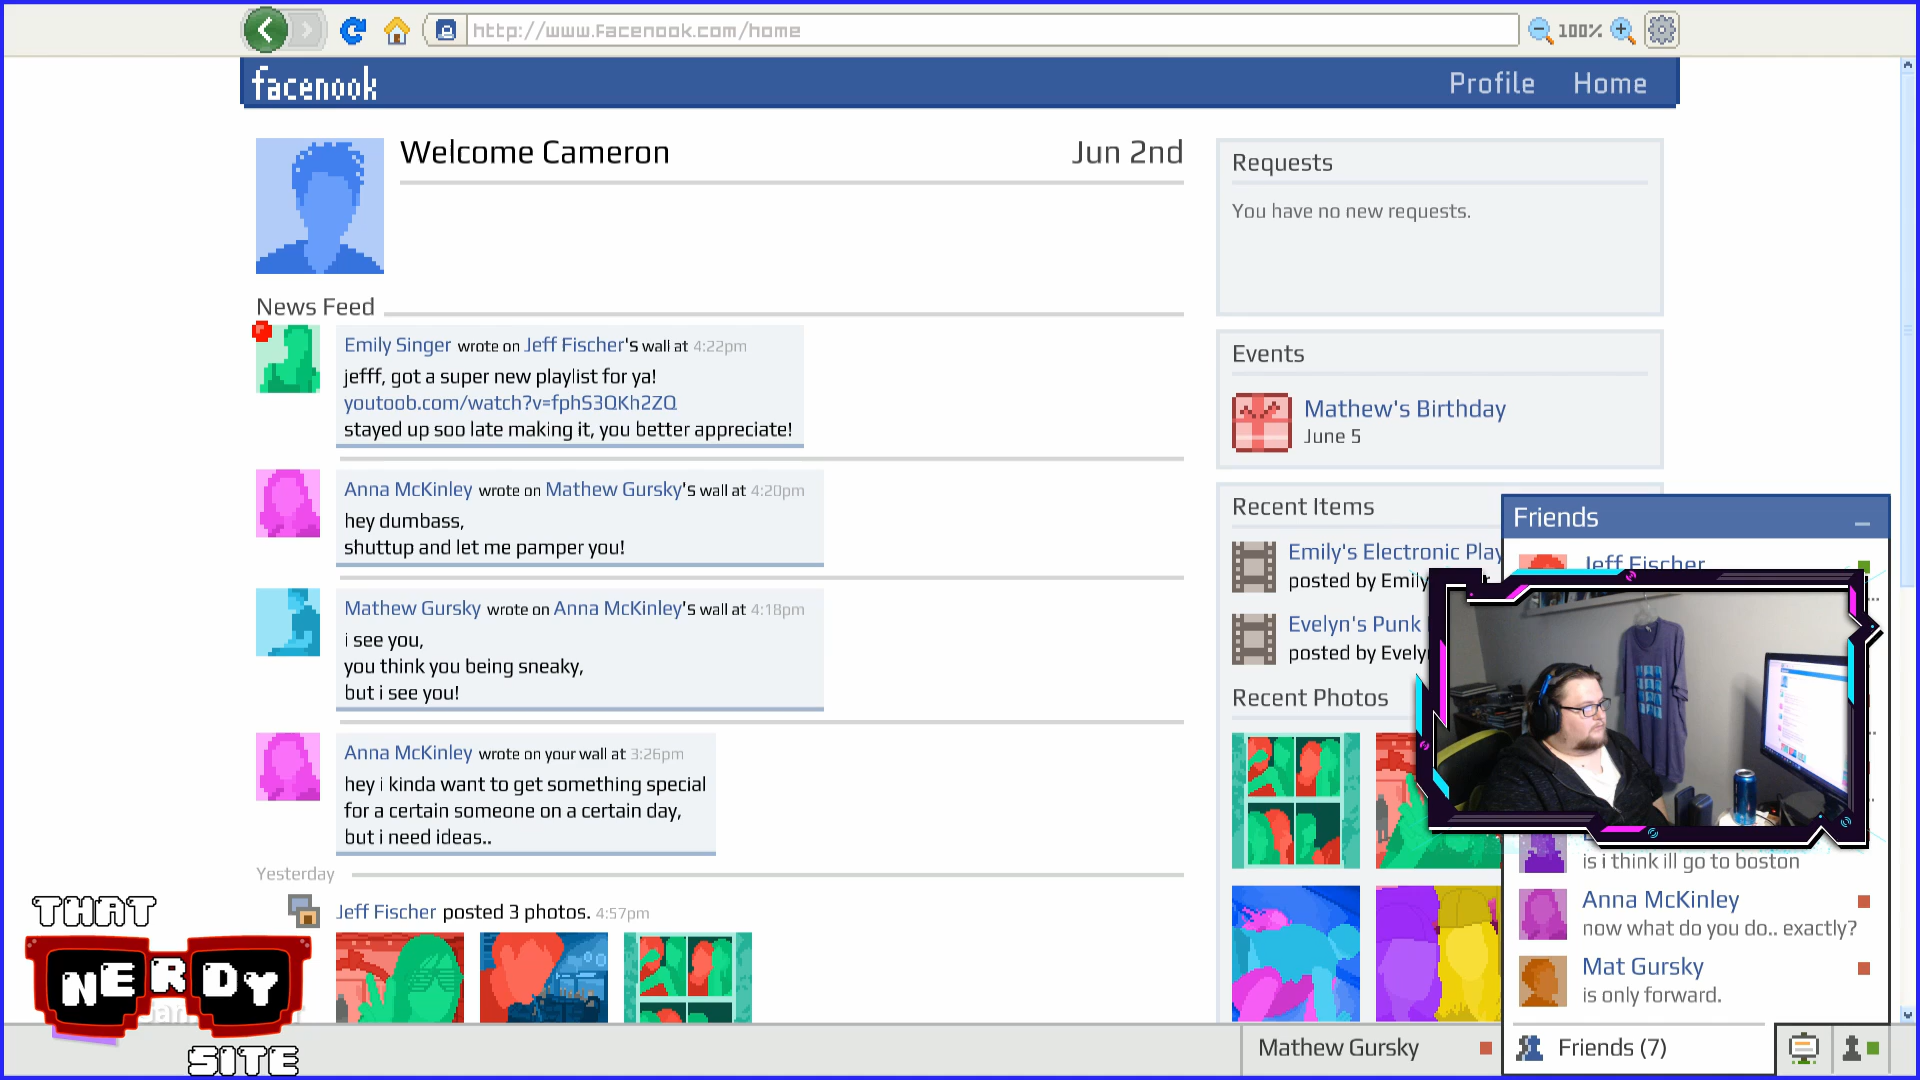 http://www.facenook.com/home
100%
facenook
Profile
Home
Welcome Cameron
Jun 2nd
News Feed
Emily Singer wrote on Jeff Fischer's wall at 4:22pm
jefff, got a super new playlist for ya!
youtoob.com/watch?v=fphS3QKh2ZQ
stayed up soo late making it, you better appreciate!
Anna McKinley wrote on Mathew Gursky's wall at 4:20pm
hey dumbass,
shuttup and let me pamper you!
Mathew Gursky wrote on Anna McKinley's wall at 4:18pm
i see you,
you think you being sneaky,
but i see you!
Anna McKinley wrote on your wall at 3:26pm
hey i kinda want to get something special
for a certain someone on a certain day,
but i need ideas..
Yesterday
Jeff Fischer posted 3 photos. 4:57pm
Requests
You have no new requests.
Events
Mathew's Birthday
June 5
Recent Items
Emily's Electronic Play
posted by Emily
Evelyn's Punk
posted by Evely
Recent Photos
Friends
Jeff Fischer
is i think ill go to boston
Anna McKinley
now what do you do.. exactly?
Mat Gursky
is only forward.
Mathew Gursky
Friends (7)
THAT
NERDY
SITE